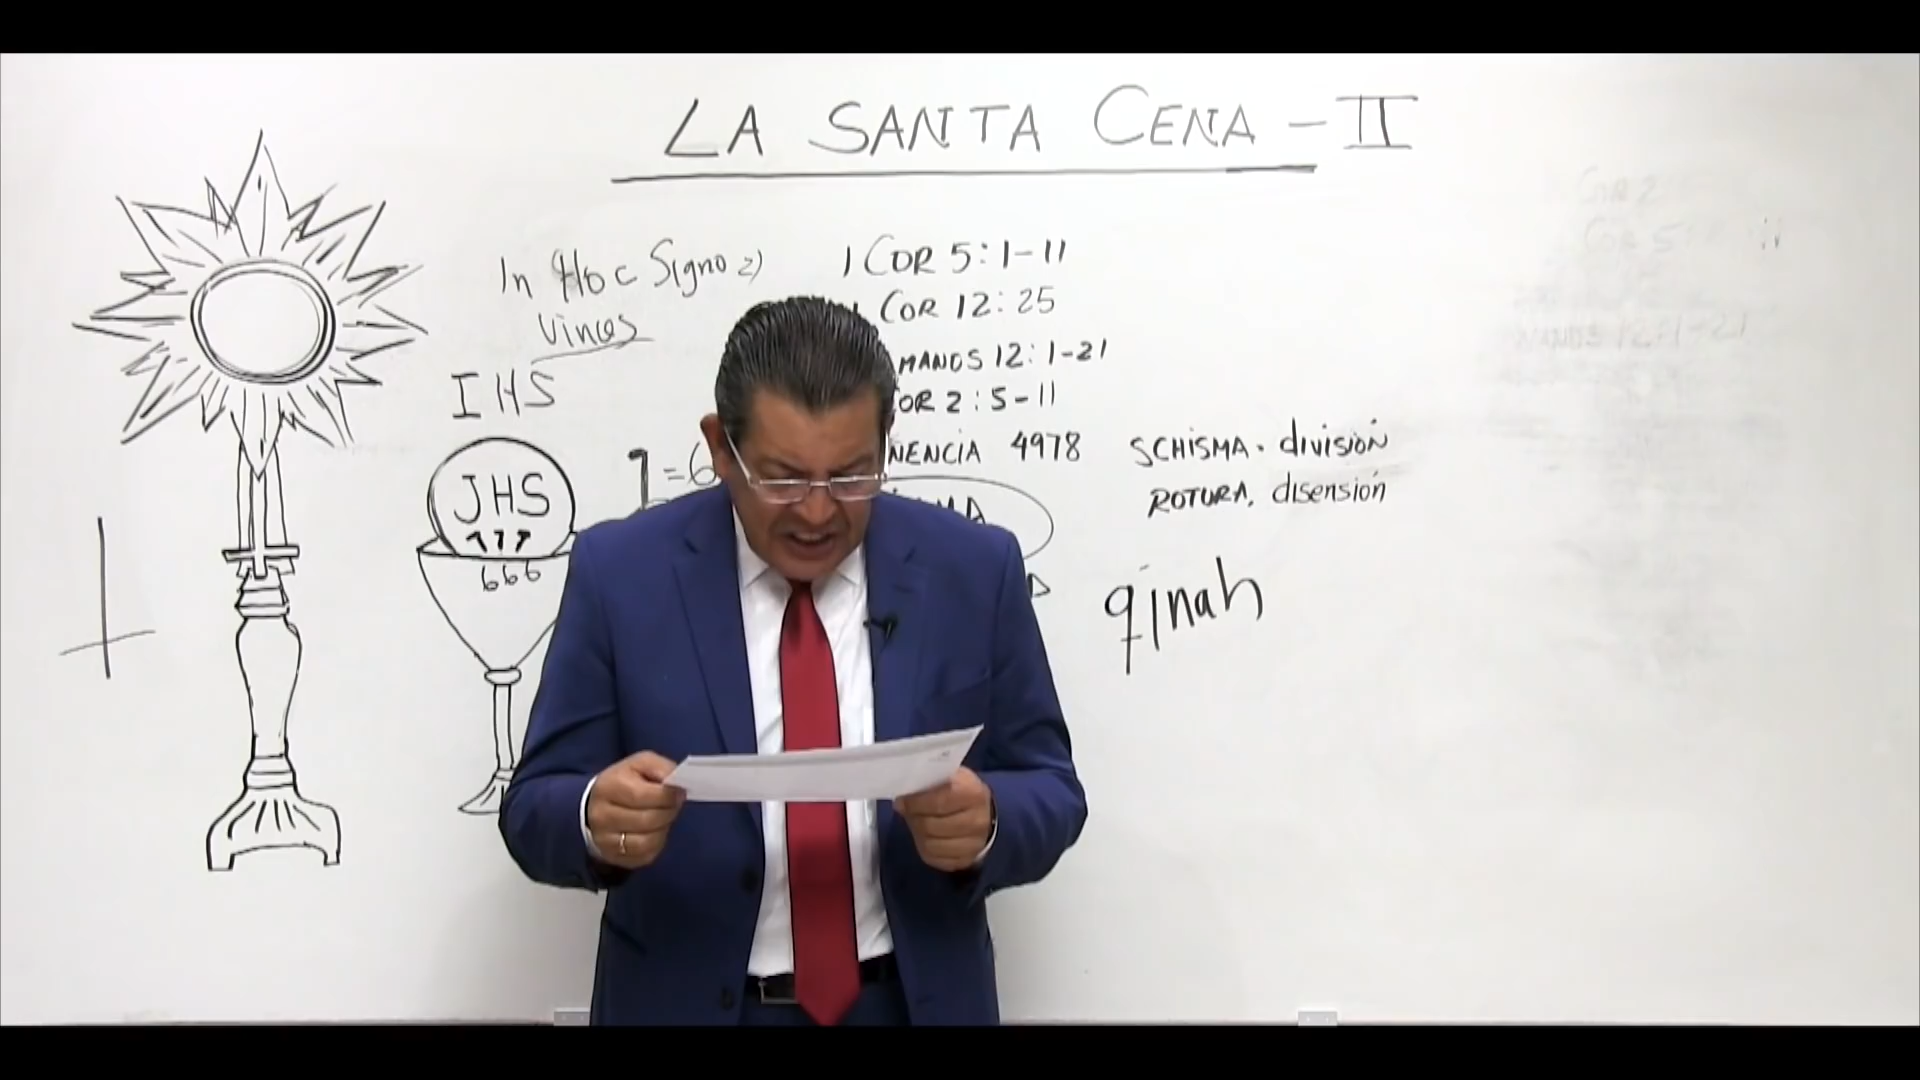 LA SANTA CENA - II
In Hoc Signo
Vinces
IHS
JHS
777
666
1 COR 5:1-11
COR 12:25
MANOS 12:1-21
COR 2:5-11
NENCIA 4978
SCHISMA. división
ROTURA, disensión
qinah